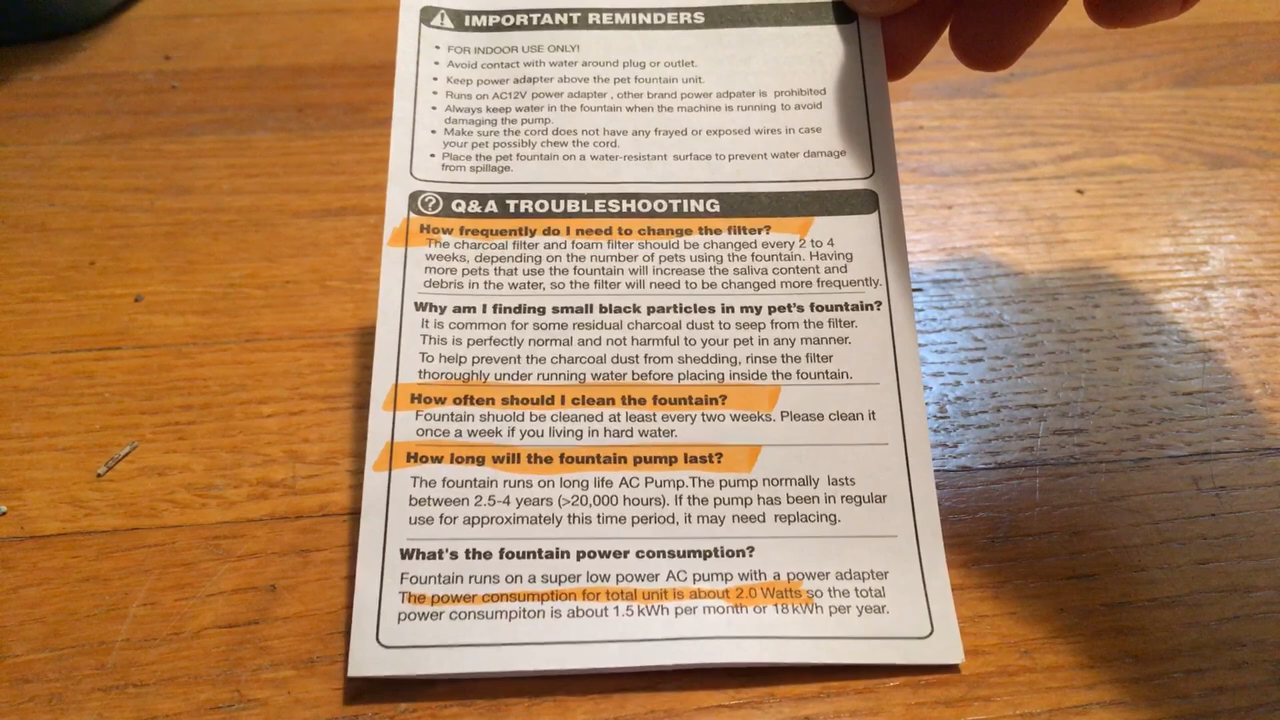 IMPORTANT REMINDERS
• FOR INDOOR USE ONLY!
• Avoid contact with water around plug or outlet.
• Keep power adapter above the pet fountain unit.
• Runs on AC12V power adapter , other brand power adpater is prohibited
• Always keep water in the fountain when the machine is running to avoid
damaging the pump.
• Make sure the cord does not have any frayed or exposed wires in case
your pet possibly chew the cord.
• Place the pet fountain on a water-resistant surface to prevent water damage
from spillage.
? Q&A TROUBLESHOOTING
How frequently do I need to change the filter?
The charcoal filter and foam filter should be changed every 2 to 4
weeks, depending on the number of pets using the fountain. Having
more pets that use the fountain will increase the saliva content and
debris in the water, so the filter will need to be changed more frequently.
Why am I finding small black particles in my pet's fountain?
It is common for some residual charcoal dust to seep from the filter.
This is perfectly normal and not harmful to your pet in any manner.
To help prevent the charcoal dust from shedding, rinse the filter
thoroughly under running water before placing inside the fountain.
How often should I clean the fountain?
Fountain shuold be cleaned at least every two weeks. Please clean it
once a week if you living in hard water.
How long will the fountain pump last?
The fountain runs on long life AC Pump.The pump normally lasts
between 2.5-4 years (>20,000 hours). If the pump has been in regular
use for approximately this time period, it may need replacing.
What's the fountain power consumption?
Fountain runs on a super low power AC pump with a power adapter
The power consumption for total unit is about 2.0 Watts so the total
power consumpiton is about 1.5 kWh per month or 18 kWh per year.